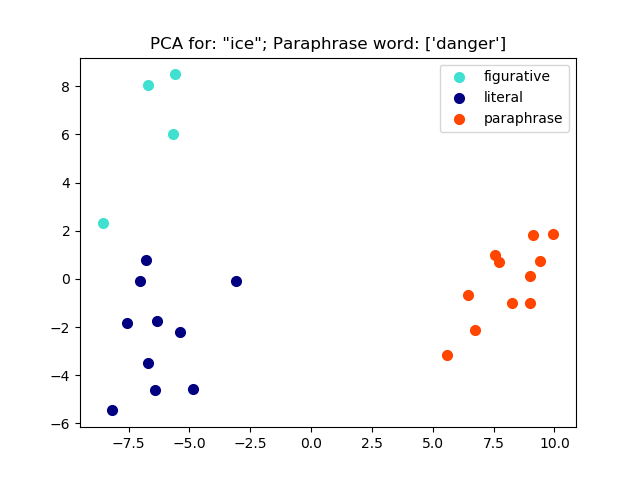 PCA for: "ice"; Paraphrase word: ['danger']
figurative
literal
paraphrase
8
6
4
2
0
−2
−4
−6
−7.5 −5.0 −2.5 0.0 2.5 5.0 7.5 10.0